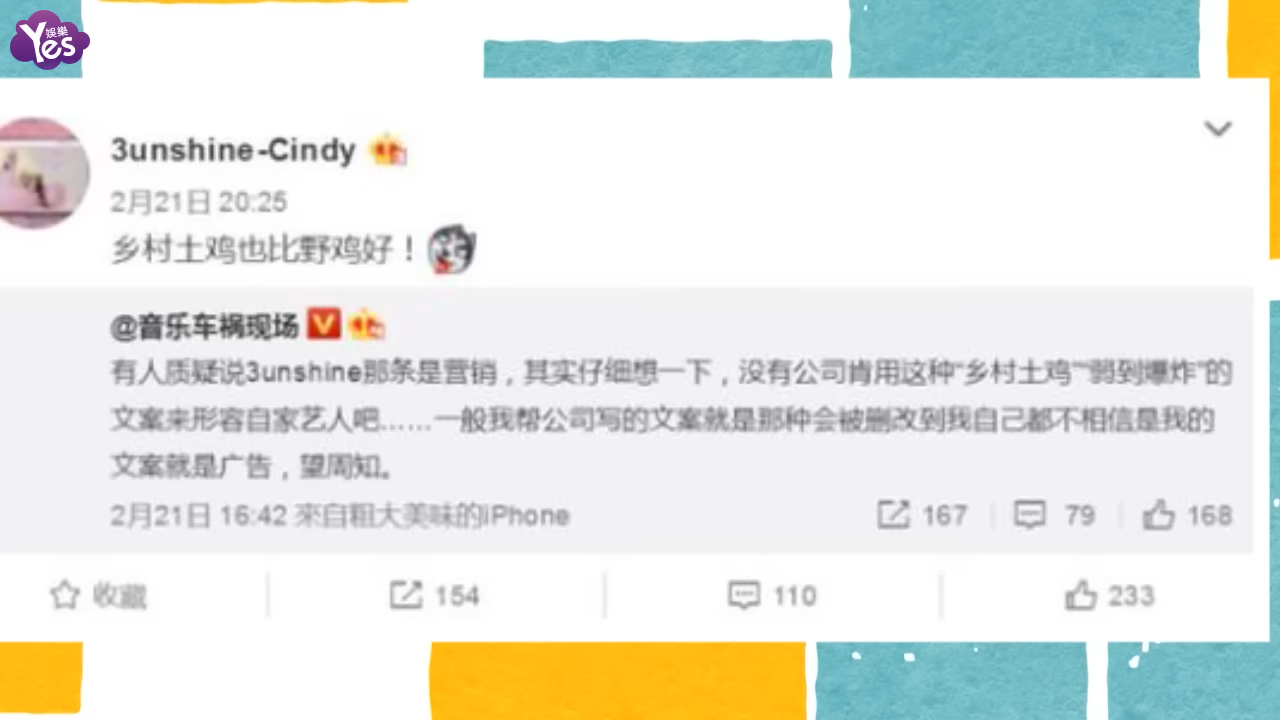 Yes 娛樂
3unshine-Cindy
2月21日 20:25
乡村土鸡也比野鸡好！
@音乐车祸现场 V
有人质疑说3unshine那条是营销，其实仔细想一下，没有公司肯用这种“乡村土鸡”“弱到爆炸”的
文案来形容自家艺人吧……一般我帮公司写的文案就是那种会被删改到我自己都不相信是我的
文案就是广告，望周知。
2月21日 16:42 來自粗大美味的iPhone 167 79 168
收藏 154 110 233